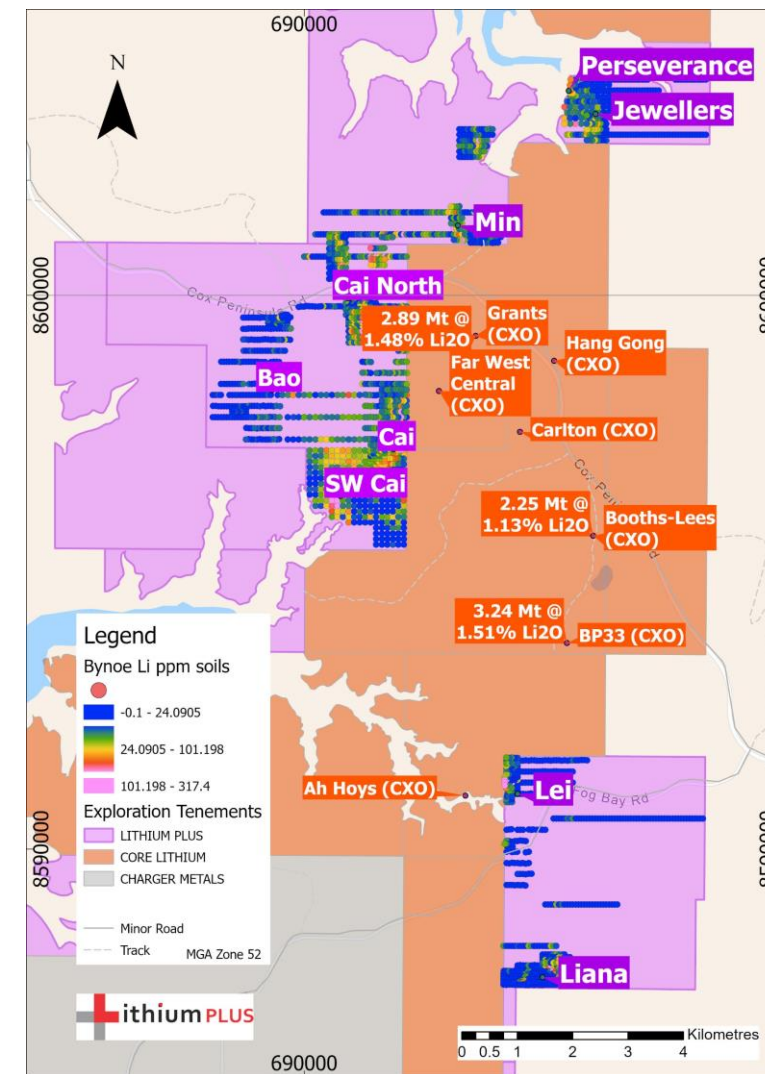 690000
N
Perseverance
Jewellers
Min
8600000
8600000
Cox Peninsula Rd
Cai North
2.89 Mt @
1.48% Li2O
Grants
(CXO)
Hang Gong
(CXO)
Far West
Central
(CXO)
Bao
Cai
Carlton (CXO)
SW Cai
Cox Pen
d
2.25 Mt @
1.13% Li2O
Booths-Lees
(CXO)
3.24 Mt @
1.51% Li2O
BP33 (CXO)
Legend
Bynoe Li ppm soils
-0.1 - 24.0905
24.0905 - 101.198
101.198 - 317.4
Exploration Tenements
LITHIUM PLUS
CORE LITHIUM
CHARGER METALS
Minor Road
Track
MGA Zone 52
Ah Hoys (CXO)
Lei
Fog Bay Rd
8590000
8590000
Liana
Lithium PLUS
Kilometres
0 0.5 1 2 3 4
690000